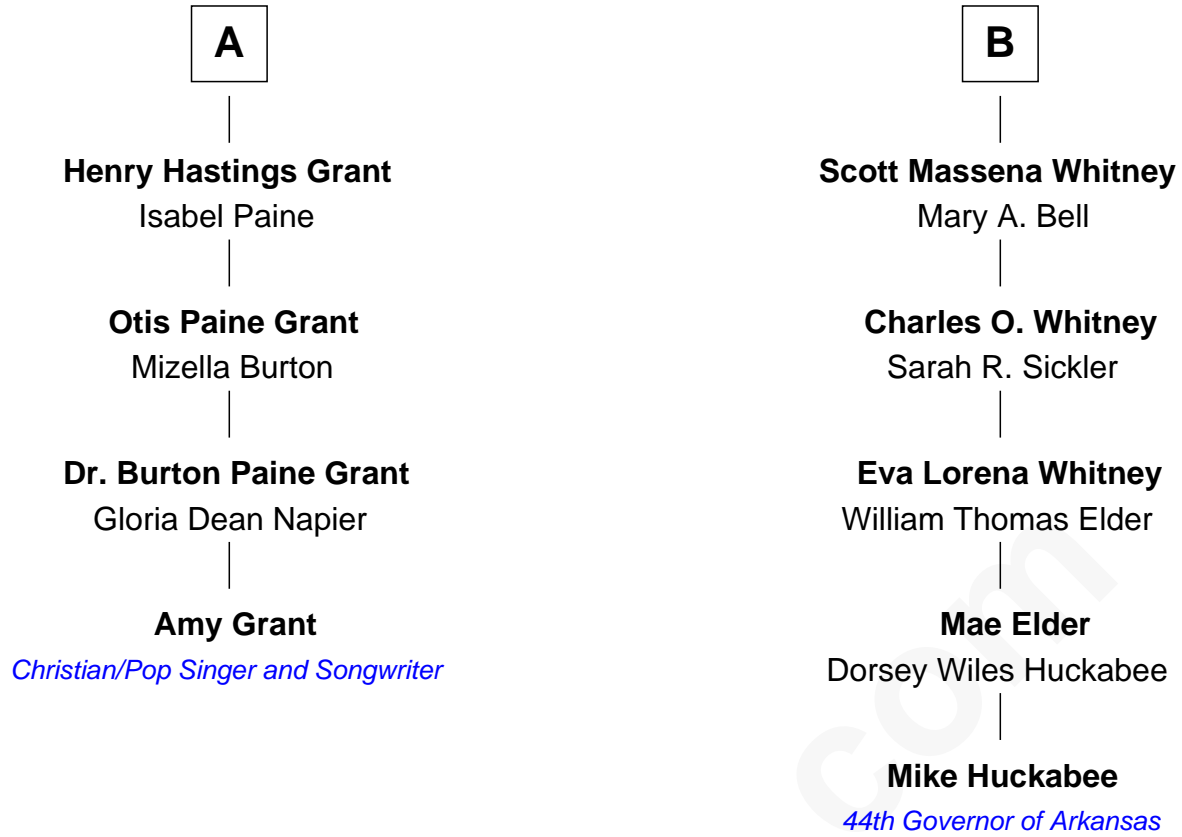 A
Henry Hastings Grant
Isabel Paine
Otis Paine Grant
Mizella Burton
Dr. Burton Paine Grant
Gloria Dean Napier
Amy Grant
Christian/Pop Singer and Songwriter
B
Scott Massena Whitney
Mary A. Bell
Charles O. Whitney
Sarah R. Sickler
Eva Lorena Whitney
William Thomas Elder
Mae Elder
Dorsey Wiles Huckabee
Mike Huckabee
44th Governor of Arkansas
com